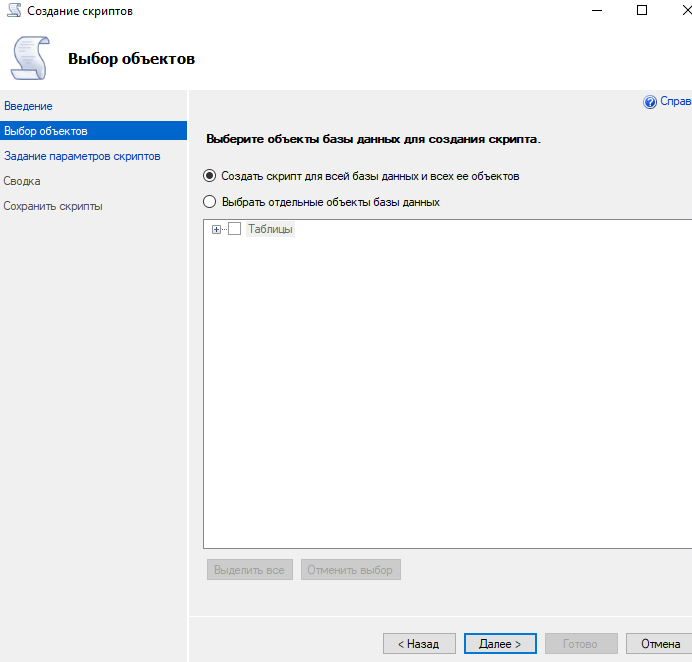 Создание скриптов
Выбор объектов
Введение
Выбор объектов
Задание параметров скриптов
Сводка
Сохранить скрипты
Справ
Выберите объекты базы данных для создания скрипта.
Создать скрипт для всей базы данных и всех ее объектов
Выбрать отдельные объекты базы данных
Таблицы
Выделить все
Отменить выбор
< Назад
Далее >
Готово
Отмена